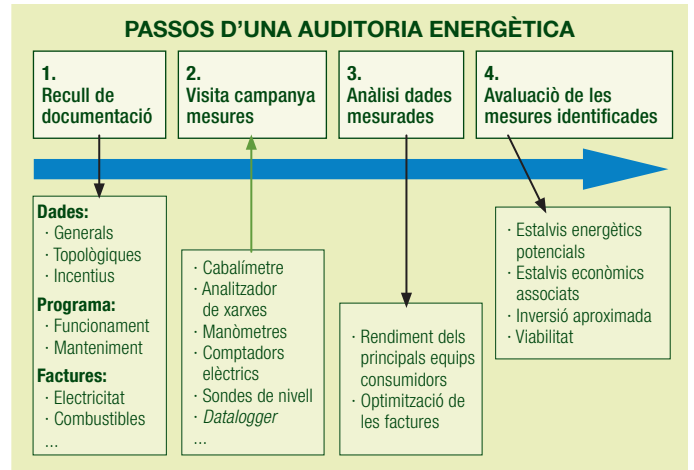 PASSOS D'UNA AUDITORIA ENERGÈTICA
1.
Recull de
documentació
2.
Visita campanya
mesures
3.
Anàlisi dades
mesurades
4.
Avaluaciò de les
mesures identificades
Dades:
· Generals
· Topològiques
· Incentius
Programa:
· Funcionament
· Manteniment
Factures:
· Electricitat
· Combustibles
...
· Cabalímetre
· Analitzador
de xarxes
· Manòmetres
· Comptadors
elèctrics
· Sondes de nivell
· Datalogger
...
· Rendiment dels
principals equips
consumidors
· Optimització de
les factures
· Estalvis energètics
potencials
· Estalvis econòmics
associats
· Inversió aproximada
· Viabilitat